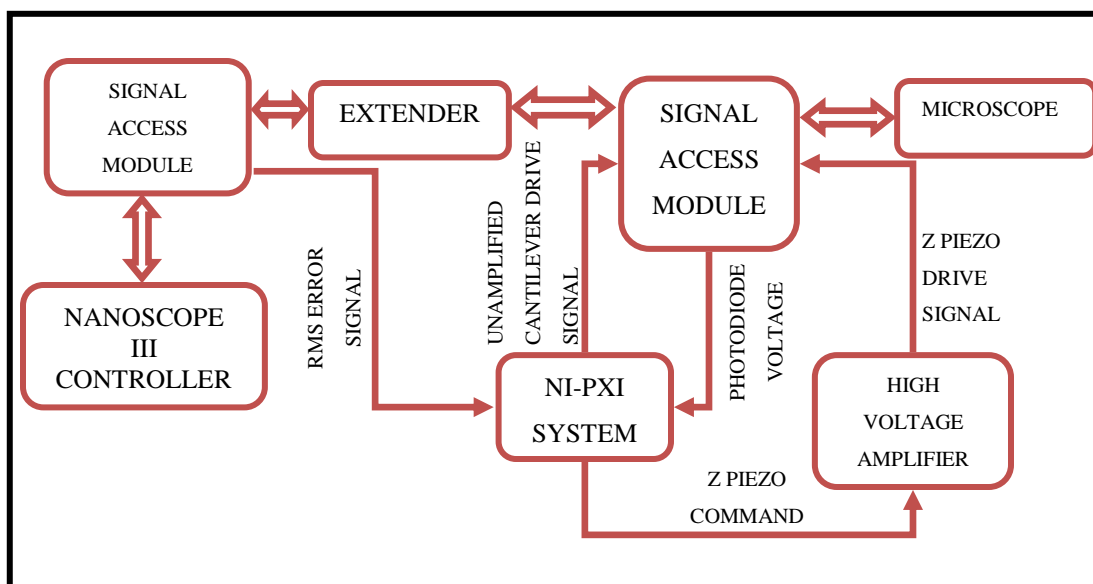 SIGNAL
ACCESS
MODULE
EXTENDER
SIGNAL
ACCESS
MODULE
MICROSCOPE
NANOSCOPE
III
CONTROLLER
RMS ERROR
SIGNAL
UNAMPLIFIED
CANTILEVER DRIVE
SIGNAL
PHOTODIODE
VOLTAGE
Z PIEZO
DRIVE
SIGNAL
NI-PXI
SYSTEM
HIGH
VOLTAGE
AMPLIFIER
Z PIEZO
COMMAND